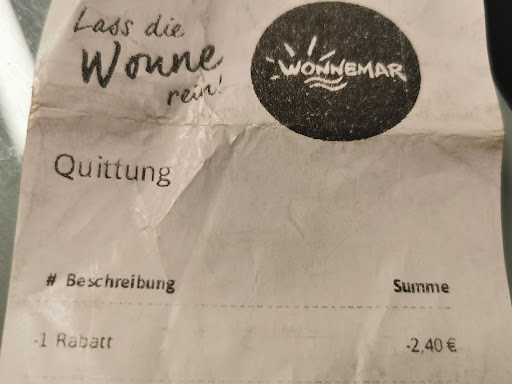 Lass die
Wonne
rein!
WONNEMAR
Quittung
# Beschreibung Summe
-1 Rabatt -2,40 €